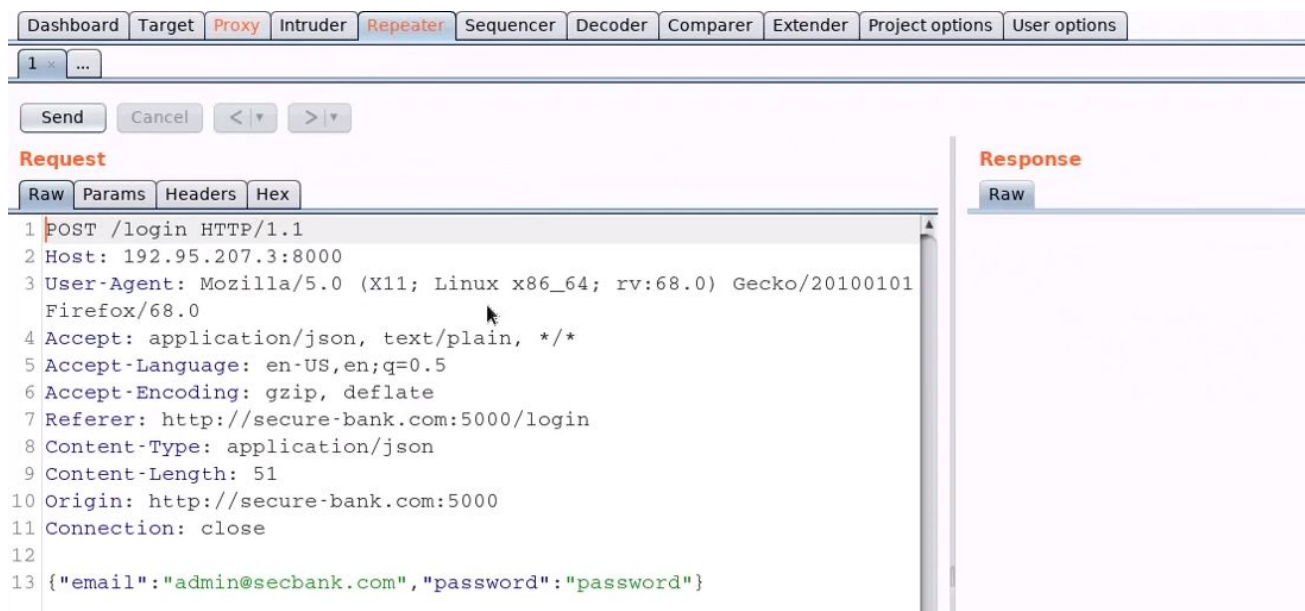 Dashboard Target Proxy Intruder Repeater Sequencer Decoder Comparer Extender Project options User options
1 × ...
Send Cancel < ▾ > ▾
Request
Response
Raw Params Headers Hex
Raw
1 POST /login HTTP/1.1
2 Host: 192.95.207.3:8000
3 User-Agent: Mozilla/5.0 (X11; Linux x86_64; rv:68.0) Gecko/20100101
Firefox/68.0
4 Accept: application/json, text/plain, */*
5 Accept-Language: en-US,en;q=0.5
6 Accept-Encoding: gzip, deflate
7 Referer: http://secure-bank.com:5000/login
8 Content-Type: application/json
9 Content-Length: 51
10 Origin: http://secure-bank.com:5000
11 Connection: close
12
13 {"email":"admin@secbank.com","password":"password"}